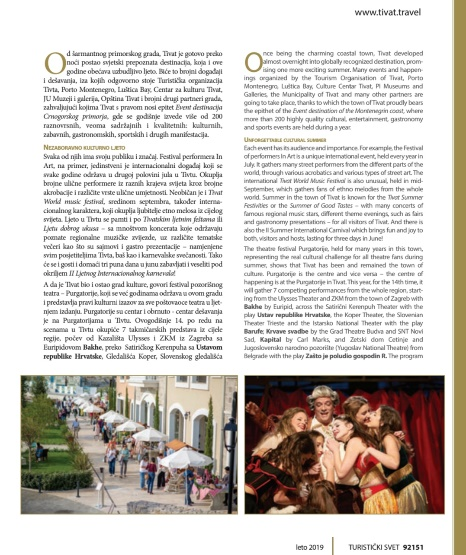 www.tivat.travel
Od šarmantnog primorskog grada, Tivat je gotovo preko
noći postao svjetski prepoznata destinacija, koja i ove
godine obećava uzbudljivo ljeto. Biće to brojni događaji
i dešavanja, iza kojih odgovorno stoje Turistička organizacija
Tivta, Porto Montenegro, Luštica Bay, Centar za kulturu Tivat,
JU Muzeji i galerija, Opština Tivat i brojni drugi partneri grada,
zahvaljujući kojima Tivat s pravom nosi epitet Event destinacija
Crnogorskog primorja, gde se godišnje izvede više od 200
raznovrsnih, veoma sadržajnih i kvalitetnih kulturnih,
zabavnih, gastronomskih, sportskih i drugih manifestacija.
Nezaboravno kulturno ljeto
Svaka od njih ima svoju publiku i značaj. Festival performera In
Art, na primjer, jedinstveni je internacionalni događaj koji se
svake godine održava u drugoj polovini jula u Tivtu. Okuplja
brojne ulične performere iz raznih krajeva svijeta kroz brojne
akrobacije i različite vrste ulične umjetnosti. Neobičan je i Tivat
World music festival, sredinom septembra, također interna-
cionalnog karaktera, koji okuplja ljubitelje etno melosa iz cijelog
svijeta. Ljeto u Tivtu se pamti i po Tivatskim ljetnim fijestama ili
Ljetu dobrog ukusa – sa mnoštvom koncerata koje održavaju
poznate regionalne muzičke zvijezde, uz različite tematske
večeri kao što su sajmovi i gastro prezentacije – namijenjene
svim posjetiteljima Tivta, baš kao i karnevalske svečanosti. Tako
će se i gosti i domaći tri puna dana u junu zabavljati i veseliti pod
okriljem II Ljetnog Internacionalnog karnevala!
A da je Tivat bio i ostao grad kulture, govori festival pozorišnog
teatra – Purgatorije, koji se već godinama održava u ovom gradu
i predstavlja pravi kulturni izazov za sve poštovaoce teatra u ljet-
njem izdanju. Purgatorije su centar i obrnuto - centar dešavanja
je na Purgatorijama u Tivtu. Ovogodišnje 14. po redu na
scenama u Tivtu okupiće 7 takmičarskih predstava iz cijele
regije, počev od Kazališta Ulysses i ZKM iz Zagreba sa
Euripidovom Bakhe, preko Satiričkog Kerempuha sa Ustavom
republike Hrvatske, Gledališća Koper, Slovenskog gledališća
Once being the charming coastal town, Tivat developed
almost overnight into globally recognized destination, prom-
ising one more exciting summer. Many events and happen-
ings organized by the Tourism Organisation of Tivat, Porto
Montenegro, Luštica Bay, Culture Center Tivat, PI Museums and
Galleries, the Municipality of Tivat and many other partners are
going to take place, thanks to which the town of Tivat proudly bears
the epithet of the Event destination of the Montenegrin coast, where
more than 200 highly quality cultural, entertainment, gastronomy
and sports events are held during a year.
Unforgettable cultural summer
Each event has its audience and importance. For example, the Festival
of performers In Art is a unique international event, held every year in
July. It gathers many street performers from the different parts of the
world, through various acrobatics and various types of street art. The
international Tivat World Music Festival is also unusual, held in mid-
September, which gathers fans of ethno melodies from the whole
world. Summer in the town of Tivat is known for the Tivat Summer
Festivities or the Summer of Good Tastes – with many concerts of
famous regional music stars, different theme evenings, such as fairs
and gastronomy presentations – for all visitors of Tivat. And there is
also the II Summer International Carnival which brings fun and joy to
both, visitors and hosts, lasting for three days in June!
The theatre festival Purgatorije, held for many years in this town,
representing the real cultural challenge for all theatre fans during
summer, shows that Tivat has been and remained the town of
culture. Purgatorije is the centre and vice versa – the centre of
happening is at the Purgatorije in Tivat. This year, for the 14th time, it
will gather 7 competing performances from the whole region, start-
ing from the Ulysses Theater and ZKM from the town of Zagreb with
Bakhe by Euripid, across the Satiric Kerempuh Theater with the
play Ustav republike Hrvatske, the Koper Theater, the Slovenian
Theater Trieste and the Istarsko National Theater with the play
Barufe; Krvave svadbe by the Grad Theatre Budva and SNT Novi
Sad, Kapital by Carl Marks, and Zetski dom Cetinje and
Jugoslovensko narodno pozorište (Yugoslav National Theatre) from
Belgrade with the play Zašto je poludio gospodin R. The program
leto 2019
TURISTIČKI SVET 92151